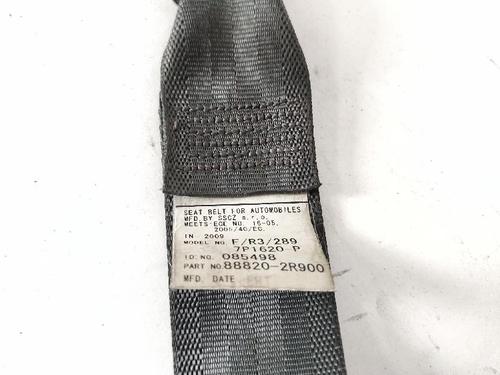 SEAT BELT FOR AUTOMOBILES
MFD.BY SSCZ s.r.o.
MEETS ECE NO. 16-05,
2005/40/EC.
IN 2009
MODEL NO. F/R3/289
7P1620-P
ID.NO. 085498
PART NO. 88820-2R900
MFD. DATE